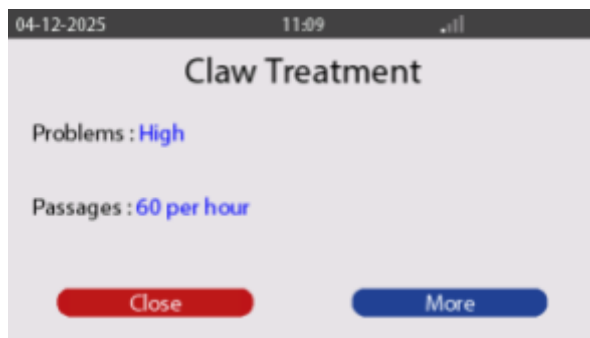 04-12-2025 11:09
Claw Treatment
Problems : High
Passages : 60 per hour
Close More